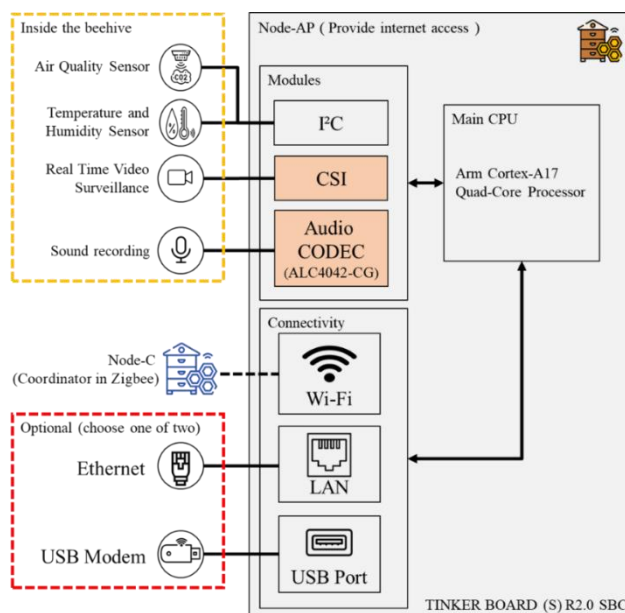 Inside the beehive
Air Quality Sensor
CO2
Temperature and
Humidity Sensor
%
Real Time Video
Surveillance
Sound recording
Node-AP ( Provide internet access )
Modules
I²C
CSI
Audio
CODEC
(ALC4042-CG)
Main CPU
Arm Cortex-A17
Quad-Core Processor
Connectivity
Node-C
(Coordinator in Zigbee)
Wi-Fi
Optional (choose one of two)
Ethernet
LAN
USB Modem
USB Port
TINKER BOARD (S) R2.0 SBC